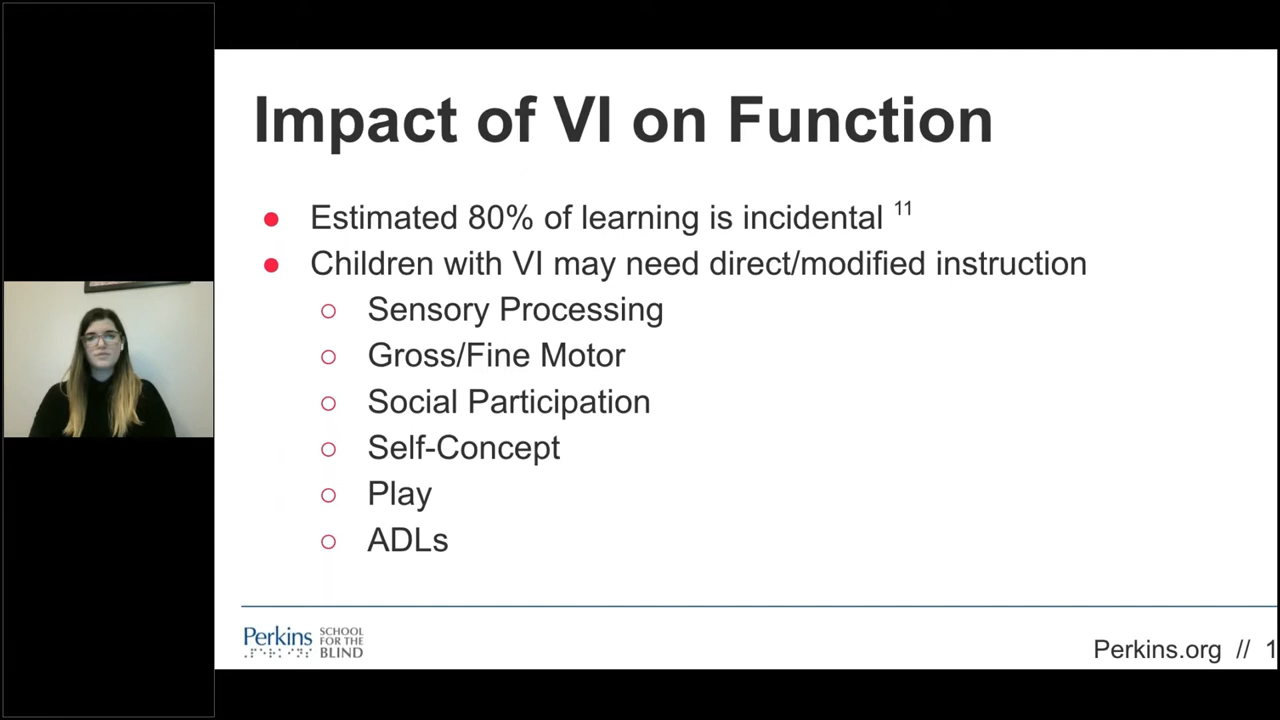 Impact of VI on Function
● Estimated 80% of learning is incidental ¹¹
● Children with VI may need direct/modified instruction
○ Sensory Processing
○ Gross/Fine Motor
○ Social Participation
○ Self-Concept
○ Play
○ ADLs
Perkins SCHOOL FOR THE BLIND
⠏⠑⠗⠅⠊⠝⠎
Perkins.org // 1